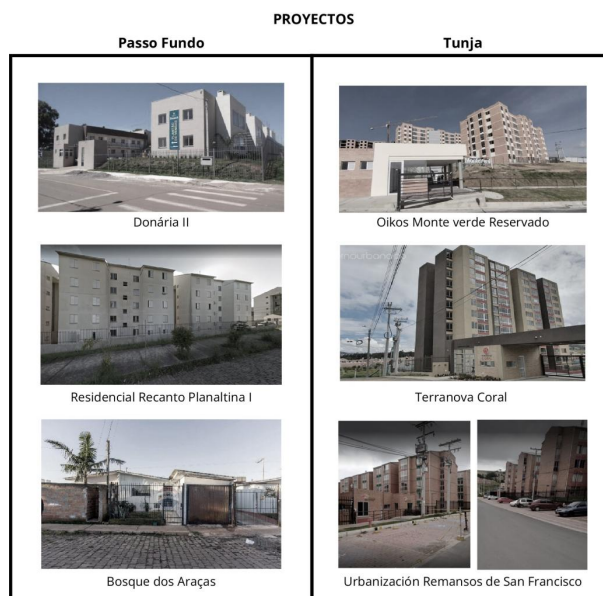 PROYECTOS
Passo Fundo
Tunja
Donária II
Oikos Monte verde Reservado
Residencial Recanto Planaltina I
Terranova Coral
Bosque dos Araças
Urbanización Remansos de San Francisco